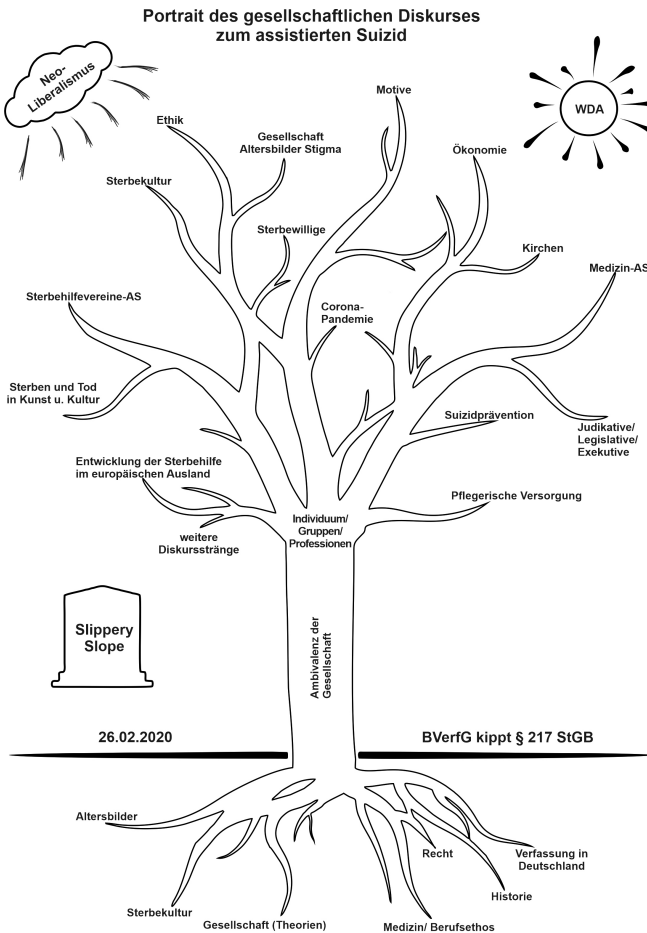 Portrait des gesellschaftlichen Diskurses
zum assistierten Suizid
Neo-
Liberalismus
WDA
Motive
Ethik
Gesellschaft
Altersbilder Stigma
Ökonomie
Sterbekultur
Sterbewillige
Kirchen
Medizin-AS
Sterbehilfevereine-AS
Corona-
Pandemie
Sterben und Tod
in Kunst u. Kultur
Suizidprävention
Judikative/
Legislative/
Exekutive
Entwicklung der Sterbehilfe
im europäischen Ausland
Pflegerische Versorgung
weitere
Diskursstränge
Individuum/
Gruppen/
Professionen
Slippery
Slope
Ambivalenz der
Gesellschaft
26.02.2020
BVerfG kippt § 217 StGB
Altersbilder
Recht
Verfassung in
Deutschland
Historie
Sterbekultur
Gesellschaft (Theorien)
Medizin/ Berufsethos